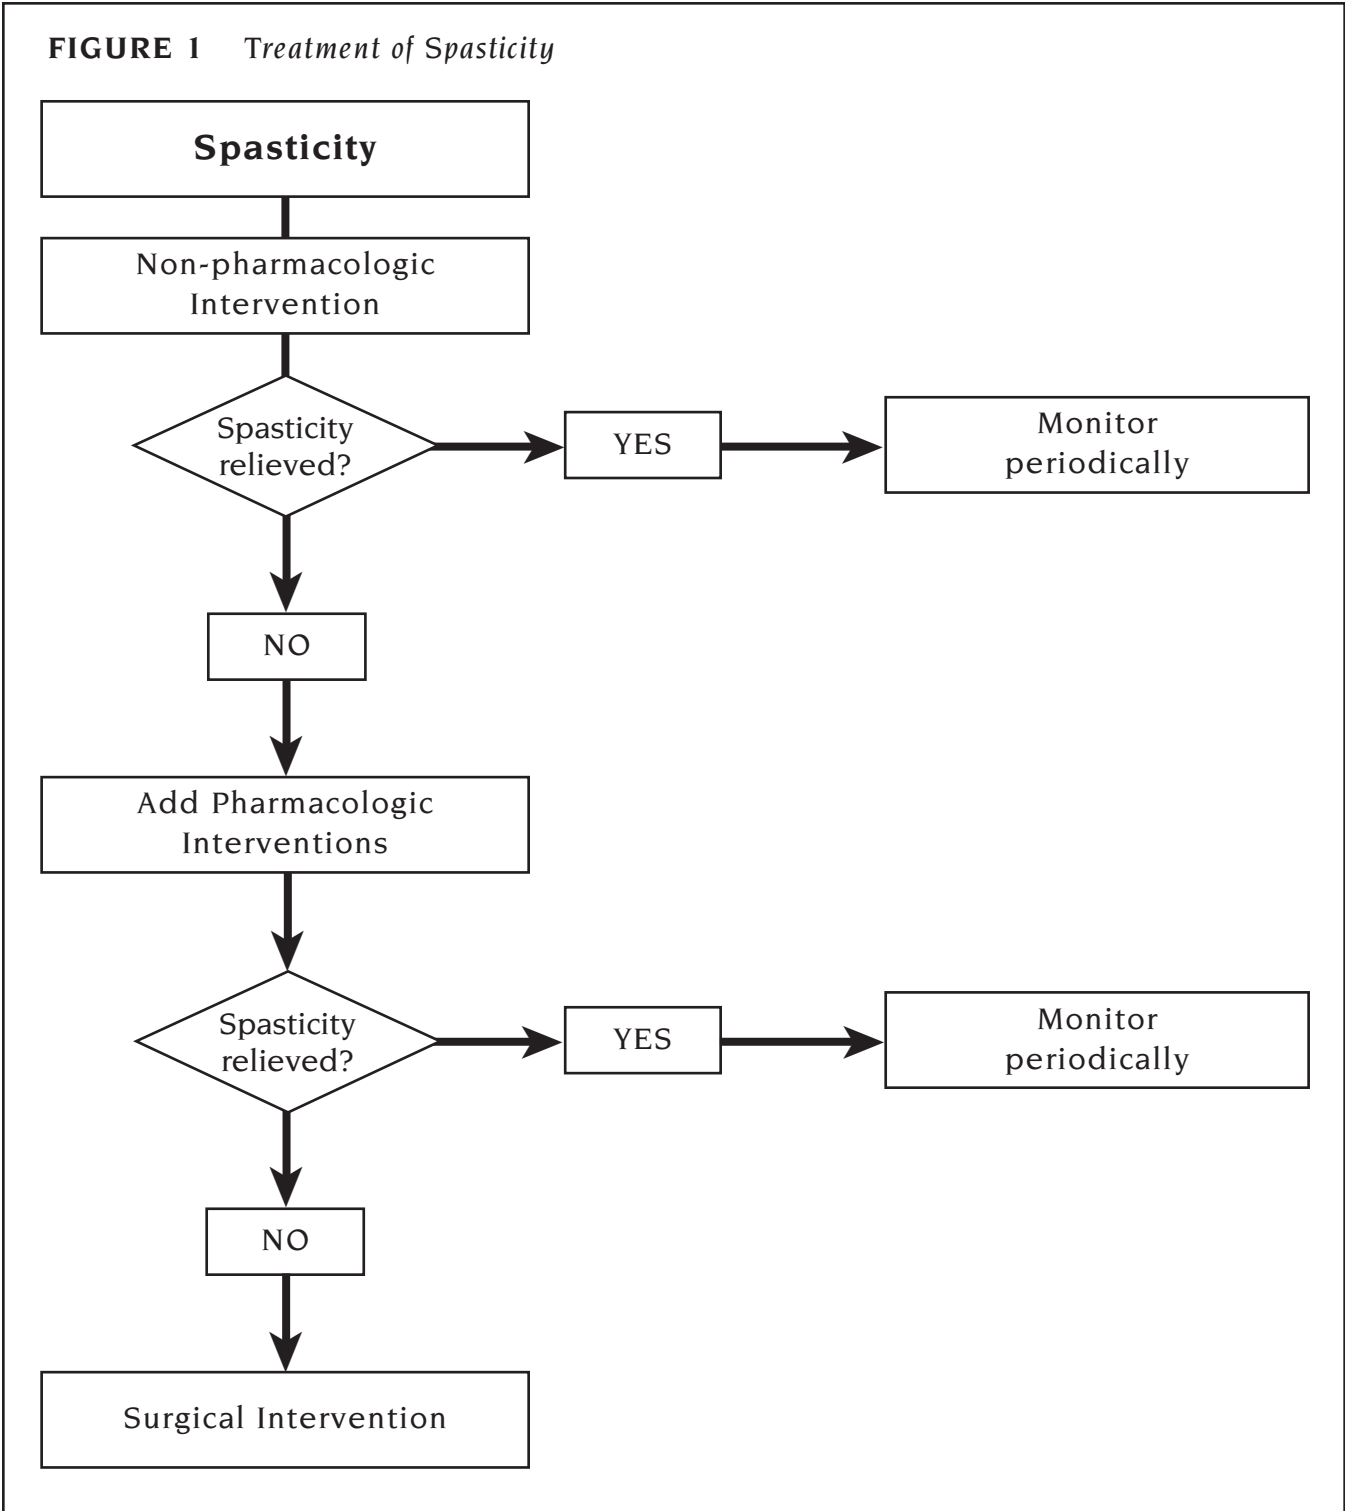 FIGURE 1 Treatment of Spasticity
Spasticity
Non-pharmacologic
Intervention
Spasticity
relieved?
YES
Monitor
periodically
NO
Add Pharmacologic
Interventions
Spasticity
relieved?
YES
Monitor
periodically
NO
Surgical Intervention